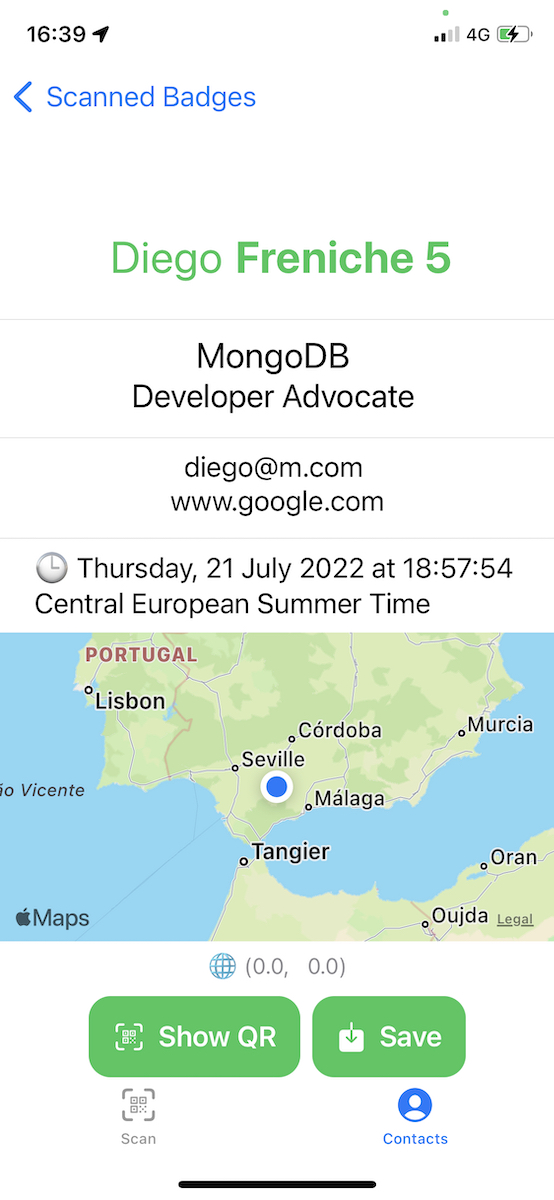 16:39
4G
Scanned Badges
Diego Freniche 5
MongoDB
Developer Advocate
diego@m.com
www.google.com
Thursday, 21 July 2022 at 18:57:54
Central European Summer Time
PORTUGAL
Lisbon
Córdoba
Murcia
Seville
Vicente
Málaga
Tangier
Oran
Oujda
Maps
Legal
(0.0, 0.0)
Show QR
Save
Scan
Contacts